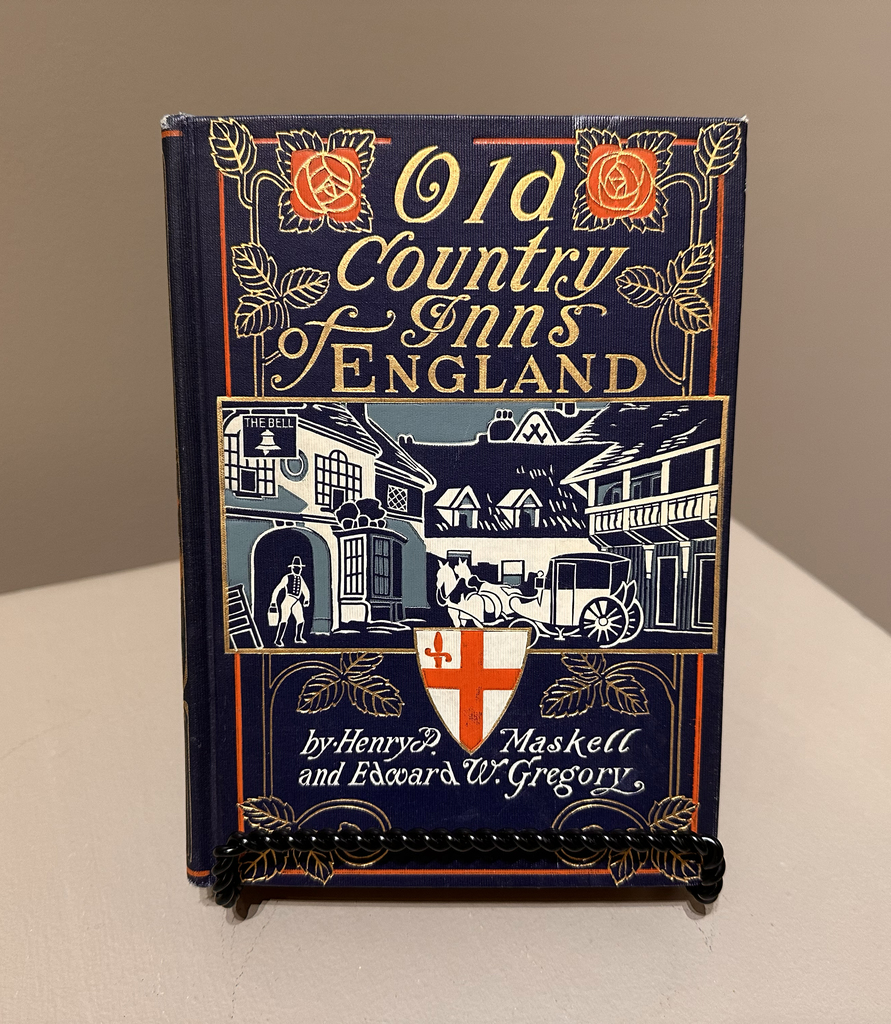 Old
Country
Inns
of ENGLAND
THE BELL
by Henry P. Maskell
and Edward W. Gregory